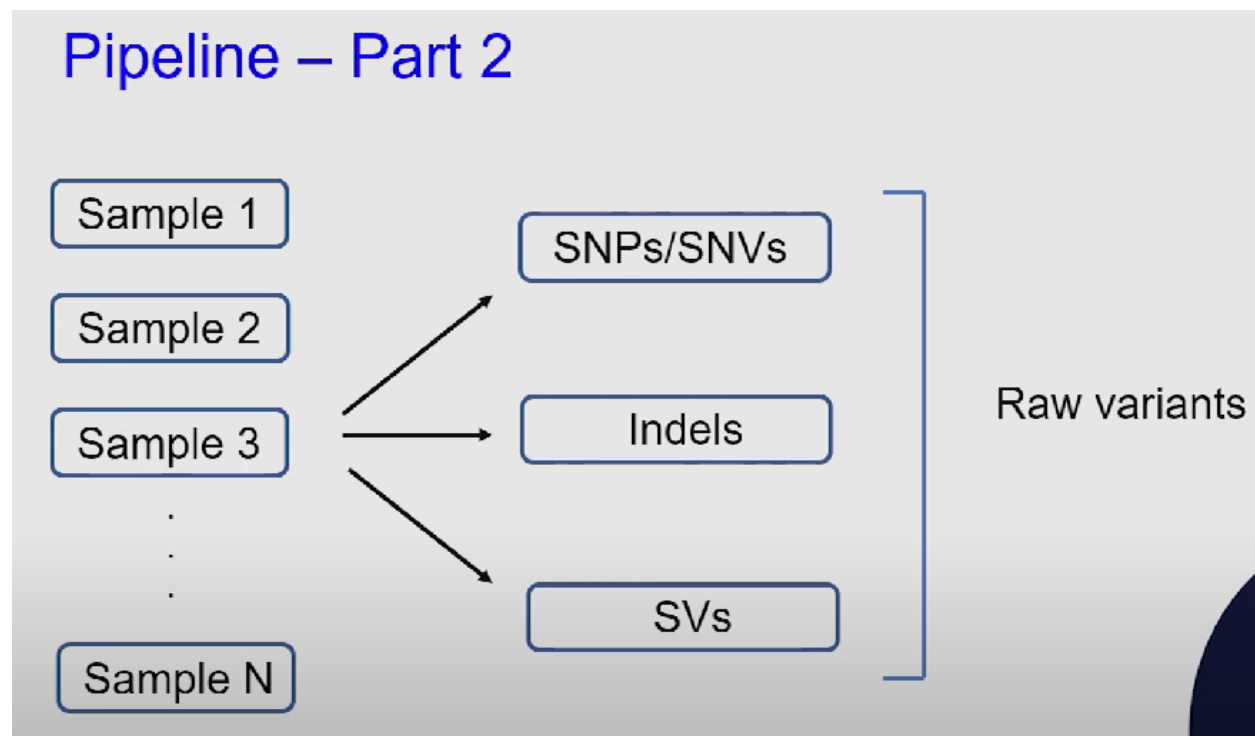 Pipeline – Part 2
Sample 1
Sample 2
Sample 3
.
.
.
Sample N
SNPs/SNVs
Indels
SVs
Raw variants